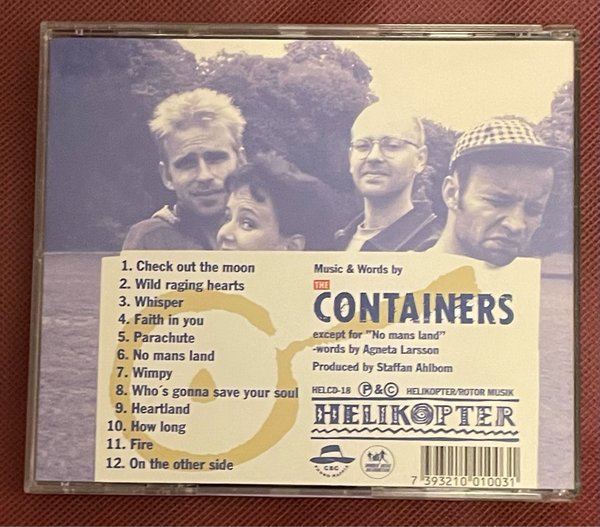 1. Check out the moon
2. Wild raging hearts
3. Whisper
4. Faith in you
5. Parachute
6. No mans land
7. Wimpy
8. Who´s gonna save your soul
9. Heartland
10. How long
11. Fire
12. On the other side
Music & Words by
THE
CONTAINERS
except for "No mans land”
-words by Agneta Larsson
Produced by Staffan Ahlbom
HELCD-18 Ⓟ&© HELIKOPTER/ROTOR MUSIK
HELIKOPTER
7 393210 010031